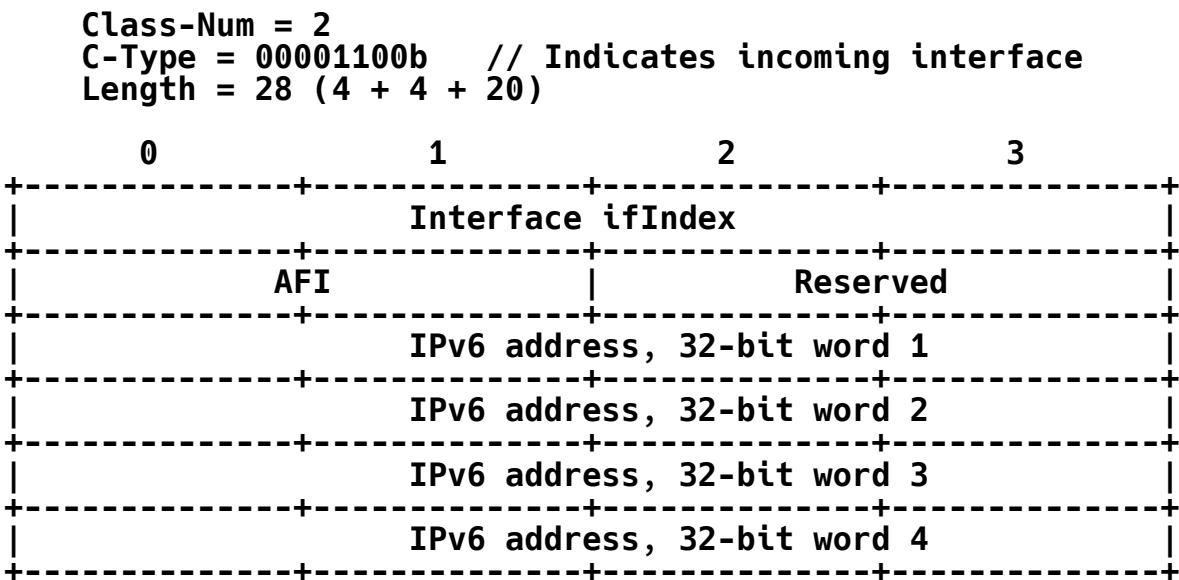 Class-Num = 2
C-Type = 00001100b   // Indicates incoming interface
Length = 28 (4 + 4 + 20)
       0              1              2              3
+--------------+--------------+--------------+--------------+
|                    Interface ifIndex                      |
+--------------+--------------+--------------+--------------+
|             AFI             |          Reserved           |
+--------------+--------------+--------------+--------------+
|                    IPv6 address, 32-bit word 1            |
+--------------+--------------+--------------+--------------+
|                    IPv6 address, 32-bit word 2            |
+--------------+--------------+--------------+--------------+
|                    IPv6 address, 32-bit word 3            |
+--------------+--------------+--------------+--------------+
|                    IPv6 address, 32-bit word 4            |
+--------------+--------------+--------------+--------------+